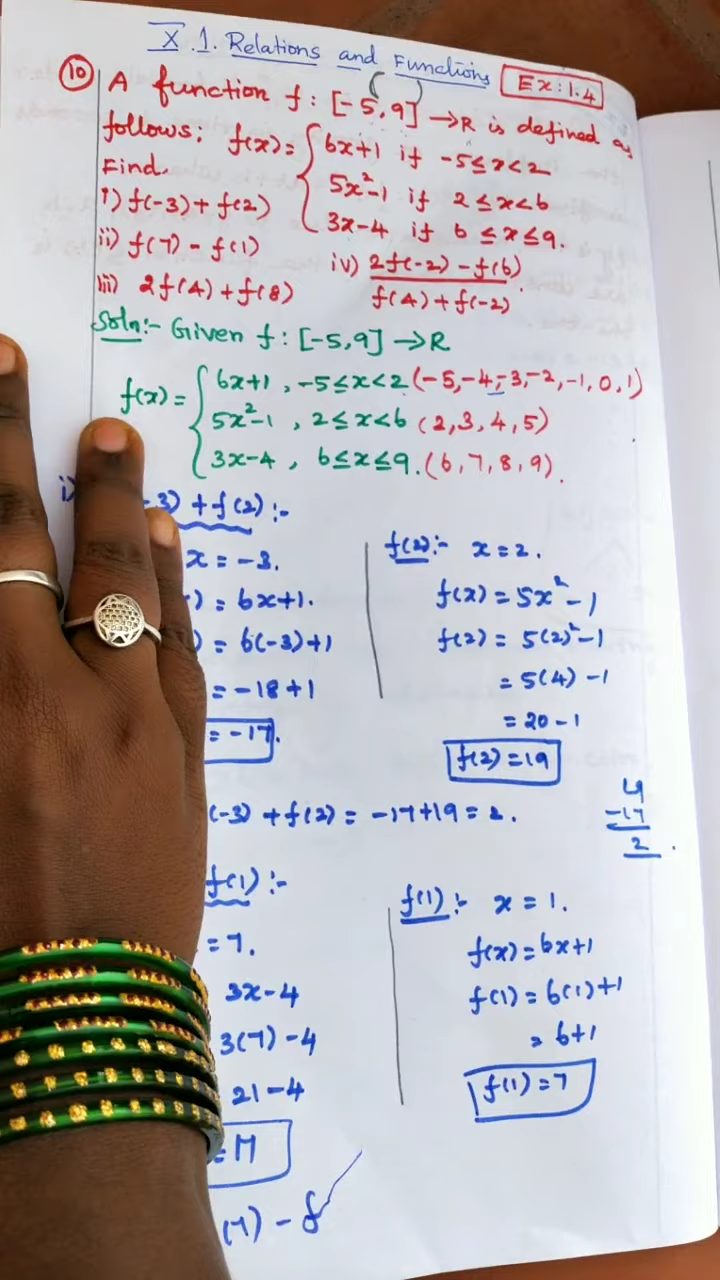 X.1. Relations and Functions
Ex: 1.4
10 A function f : [-5,9] → R is defined as
follows: f(x) = { 6x+1 if -5≤x<2
5x²-1 if 2≤x<6
3x-4 if 6≤x≤9.
Find.
i) f(-3) + f(2)
ii) f(7) - f(1)
iii) 2f(4) + f(8)
iv) 2f(-2) - f(6)
f(4) + f(-2)
Soln:- Given f : [-5,9] → R
f(x) = { 6x+1, -5≤x<2 (-5,-4,-3,-2,-1,0,1)
5x²-1, 2≤x<6 (2,3,4,5)
3x-4, 6≤x≤9. (6,7,8,9).
i) -3) + f(2) :-
x = -3.
) = 6x+1.
) = 6(-3)+1
= -18+1
= -17.
f(2):- x=2.
f(x) = 5x²-1
f(2) = 5(2)²-1
= 5(4) -1
= 20 -1
f(2) = 19
(-3) + f(2) = -17+19 = 2.
-17
2
f(1) :-
= 7.
3x-4
3(7) -4
21-4
= 17
f(1) :- x = 1.
f(x) = 6x+1
f(1) = 6(1)+1
= 6+1
f(1) = 7
(7) - f